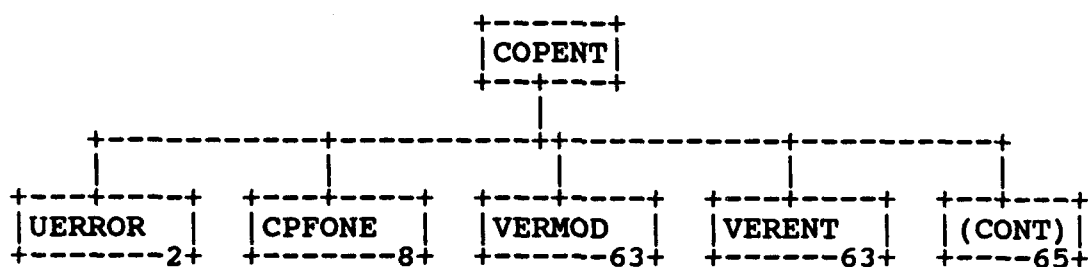 COPENT
UERROR CPFONE VERMOD VERENT (CONT)
2 8 63 63 65